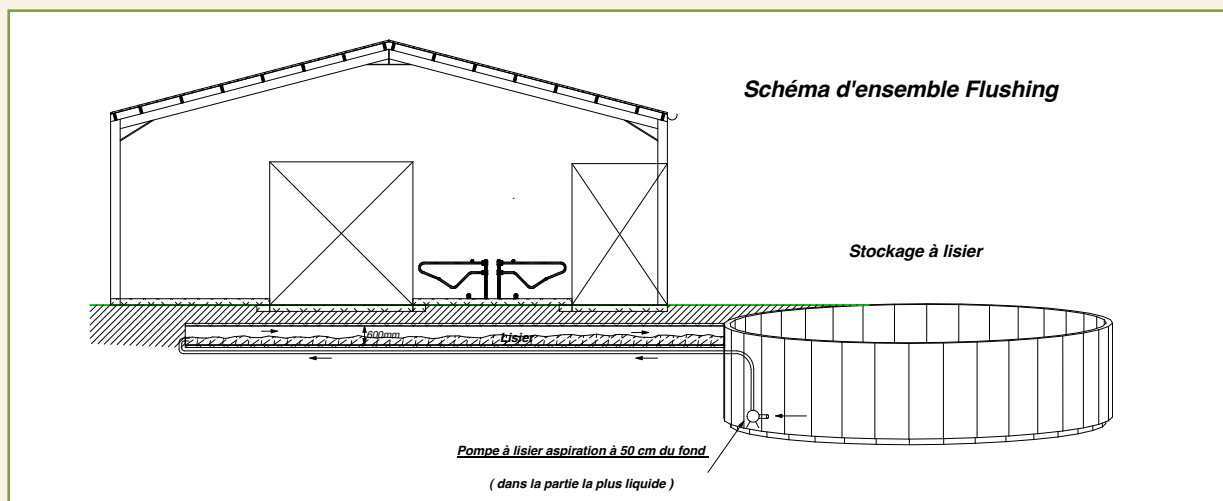 Schéma d'ensemble Flushing
Stockage à lisier
600mm
Lisier
Pompe à lisier aspiration à 50 cm du fond
( dans la partie la plus liquide )